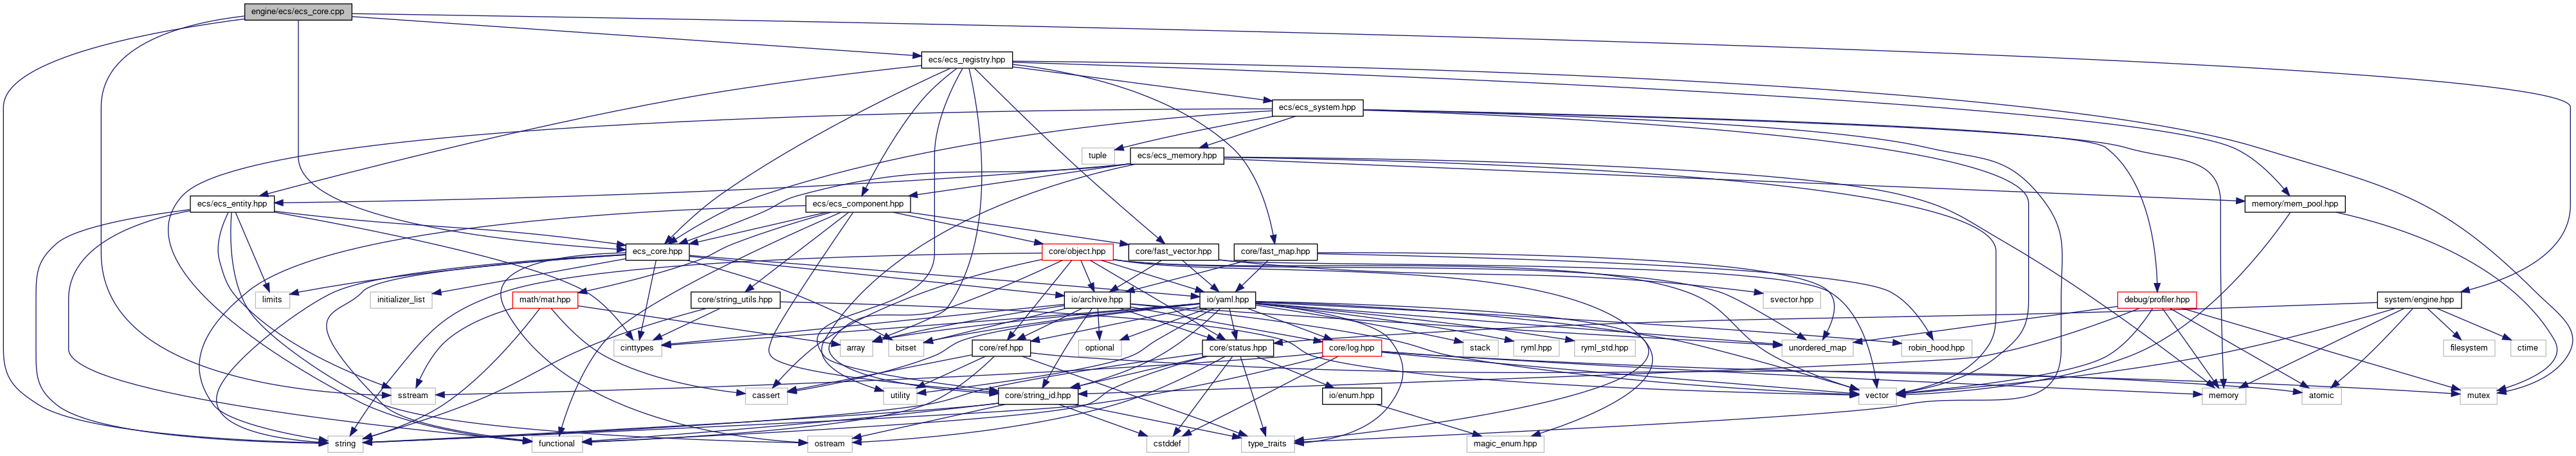 engine/ecs/ecs_core.cpp
ecs/ecs_registry.hpp
ecs/ecs_system.hpp
tuple
ecs/ecs_memory.hpp
ecs/ecs_entity.hpp
ecs/ecs_component.hpp
memory/mem_pool.hpp
ecs_core.hpp
core/object.hpp
core/fast_vector.hpp
core/fast_map.hpp
limits
initializer_list
math/mat.hpp
core/string_utils.hpp
io/archive.hpp
io/yaml.hpp
svector.hpp
debug/profiler.hpp
system/engine.hpp
cinttypes
array
bitset
core/ref.hpp
optional
core/status.hpp
core/log.hpp
stack
ryml.hpp
ryml_std.hpp
unordered_map
robin_hood.hpp
filesystem
ctime
sstream
cassert
utility
core/string_id.hpp
io/enum.hpp
vector
memory
atomic
mutex
string
functional
ostream
cstddef
type_traits
magic_enum.hpp